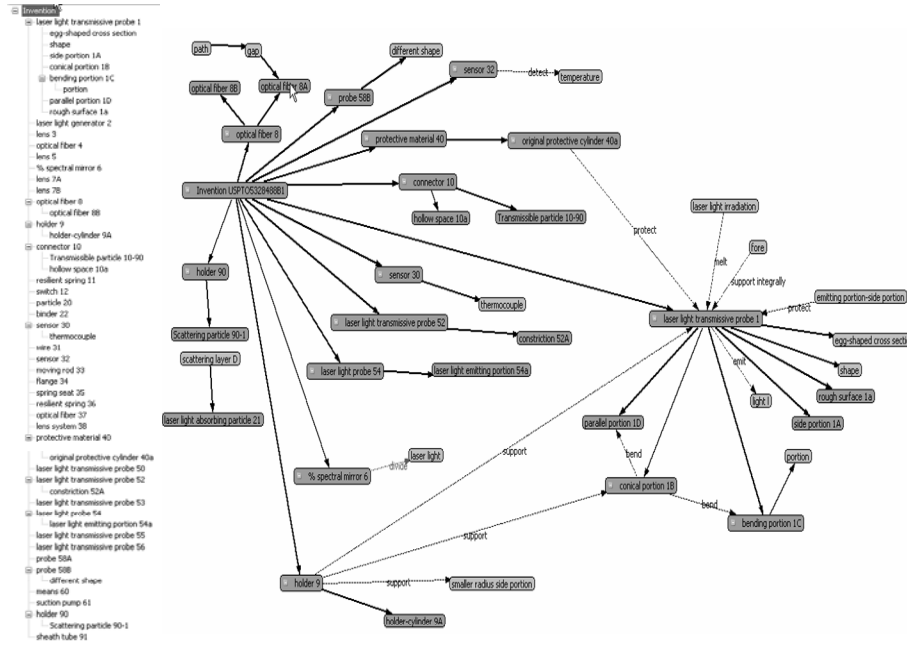 Invention
laser light transmissive probe 1
egg-shaped cross section
shape
side portion 1A
conical portion 1B
bending portion 1C
portion
parallel portion 1D
rough surface 1a
laser light generator 2
lens 3
optical fiber 4
lens 5
% spectral mirror 6
lens 7A
lens 7B
optical fiber 8
optical fiber 8B
holder 9
holder-cylinder 9A
connector 10
Transmissible particle 10-90
hollow space 10a
resilient spring 11
switch 12
particle 20
binder 22
sensor 30
thermocouple
wire 31
sensor 32
moving rod 33
flange 34
spring seat 35
resilient spring 36
optical fiber 37
lens system 38
protective material 40
original protective cylinder 40a
laser light transmissive probe 50
laser light transmissive probe 52
constriction 52A
laser light transmissive probe 53
laser light probe 54
laser light emitting portion 54a
laser light transmissive probe 55
laser light transmissive probe 56
probe 58A
probe 58B
different shape
means 60
suction pump 61
holder 90
Scattering particle 90-1
sheath tube 91
path
gap
different shape
sensor 32
detect
temperature
optical fiber 8B
optical fiber 8A
probe 58B
optical fiber 8
protective material 40
original protective cylinder 40a
Invention USPTO5328488B1
connector 10
hollow space 10a
Transmissible particle 10-90
laser light irradiation
protect
melt
fore
holder 90
sensor 30
support integrally
thermocouple
emitting portion-side portion
protect
laser light transmissive probe 1
laser light transmissive probe 52
Scattering particle 90-1
constriction 52A
egg-shaped cross secti
scattering layer D
emit
shape
laser light probe 54
laser light emitting portion 54a
light l
rough surface 1a
laser light absorbing particle 21
parallel portion 1D
side portion 1A
support
bend
portion
laser light
divide
% spectral mirror 6
conical portion 1B
bend
bending portion 1C
support
holder 9
support
smaller radius side portion
holder-cylinder 9A